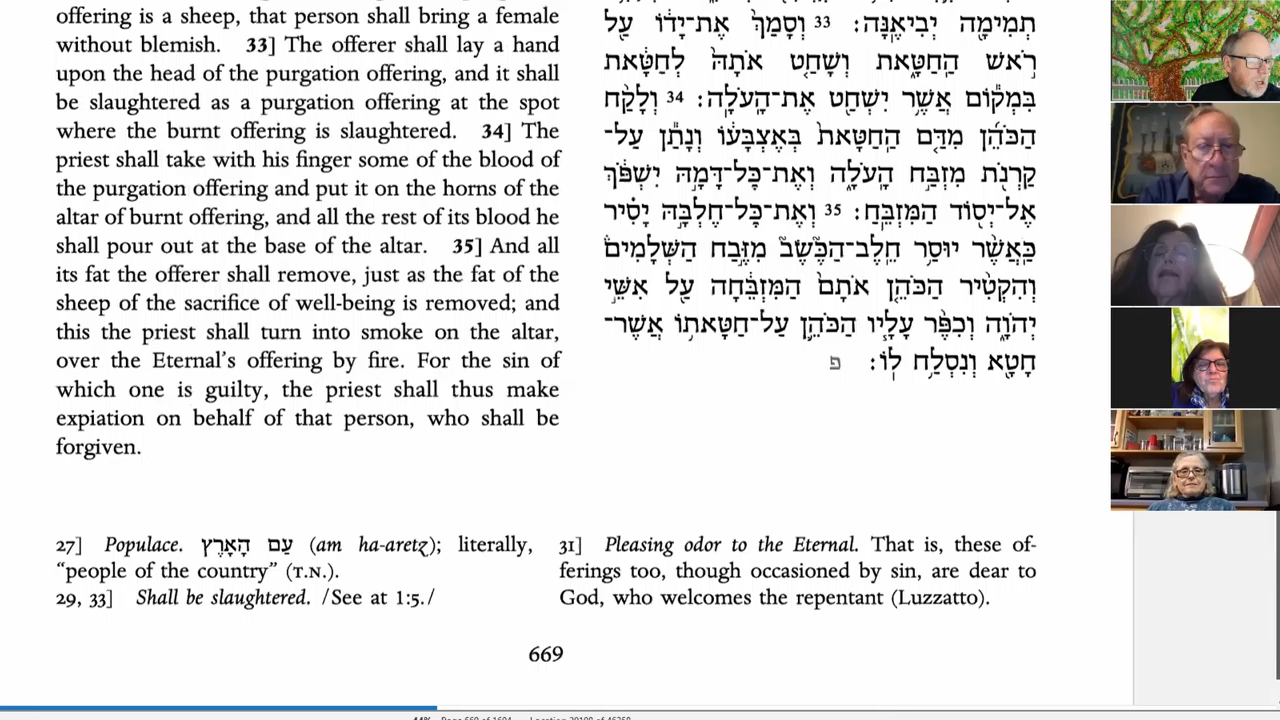 offering is a sheep, that person shall bring a female
without blemish. 33] The offerer shall lay a hand
upon the head of the purgation offering, and it shall
be slaughtered as a purgation offering at the spot
where the burnt offering is slaughtered. 34] The
priest shall take with his finger some of the blood of
the purgation offering and put it on the horns of the
altar of burnt offering, and all the rest of its blood he
shall pour out at the base of the altar. 35] And all
its fat the offerer shall remove, just as the fat of the
sheep of the sacrifice of well-being is removed; and
this the priest shall turn into smoke on the altar,
over the Eternal’s offering by fire. For the sin of
which one is guilty, the priest shall thus make
expiation on behalf of that person, who shall be
forgiven.
תְמִימָ֖ה יְבִיאֶֽנָּה׃ 33 וְסָמַךְ֙ אֶת־יָד֔וֹ עַ֖ל
רֹ֣אשׁ הַֽחַטָּ֑את וְשָׁחַ֤ט אֹתָהּ֙ לְחַטָּ֔את
בִּמְק֕וֹם אֲשֶׁ֥ר יִשְׁחַ֖ט אֶת־הָעֹלָֽה׃ 34 וְלָקַ֨ח
הַכֹּהֵ֜ן מִדַּ֤ם הַֽחַטָּאת֙ בְּאֶצְבָּע֔וֹ וְנָתַ֕ן עַל־
קַרְנֹ֖ת מִזְבַּ֣ח הָעֹלָ֑ה וְאֶת־כׇּל־דָּמָ֣הּ יִשְׁפֹּ֔ךְ
אֶל־יְס֖וֹד הַמִּזְבֵּֽחַ׃ 35 וְאֶת־כׇּל־חֶלְבָּ֣הּ יָסִ֗יר
כַּאֲשֶׁ֨ר יוּסַ֥ר חֵֽלֶב־הַכֶּ֘שֶׂב֮ מִזֶּ֣בַח הַשְּׁלָמִים֒
וְהִקְטִ֨יר הַכֹּהֵ֤ן אֹתָם֙ הַמִּזְבֵּ֔חָה עַ֖ל אִשֵּׁ֣י
יְהֹוָ֑ה וְכִפֶּ֨ר עָלָ֧יו הַכֹּהֵ֛ן עַל־חַטָּאת֥וֹ אֲשֶׁר־
חָטָ֖א וְנִסְלַ֥ח לֽוֹ׃ פ
27] Populace. עַם הָאָרֶץ (am ha-aretz); literally,
“people of the country” (T.N.).
29, 33] Shall be slaughtered. /See at 1:5./
31] Pleasing odor to the Eternal. That is, these of-
ferings too, though occasioned by sin, are dear to
God, who welcomes the repentant (Luzzatto).
669